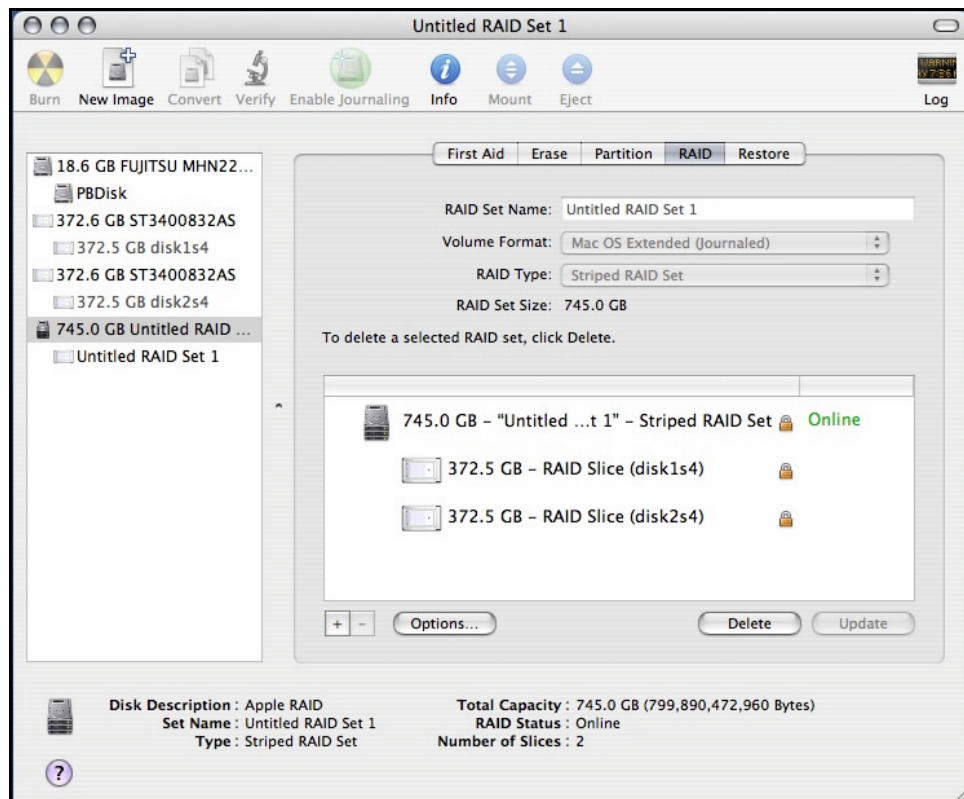 Untitled RAID Set 1
Burn New Image Convert Verify Enable Journaling Info Mount Eject Log
First Aid Erase Partition RAID Restore
18.6 GB FUJITSU MHN22...
PBDisk
372.6 GB ST3400832AS
372.5 GB disk1s4
372.6 GB ST3400832AS
372.5 GB disk2s4
745.0 GB Untitled RAID ...
Untitled RAID Set 1
RAID Set Name: Untitled RAID Set 1
Volume Format: Mac OS Extended (Journaled)
RAID Type: Striped RAID Set
RAID Set Size: 745.0 GB
To delete a selected RAID set, click Delete.
745.0 GB – “Untitled ...t 1” – Striped RAID Set Online
372.5 GB – RAID Slice (disk1s4)
372.5 GB – RAID Slice (disk2s4)
+ − Options... Delete Update
Disk Description : Apple RAID
Set Name : Untitled RAID Set 1
Type : Striped RAID Set
Total Capacity : 745.0 GB (799,890,472,960 Bytes)
RAID Status : Online
Number of Slices : 2
?